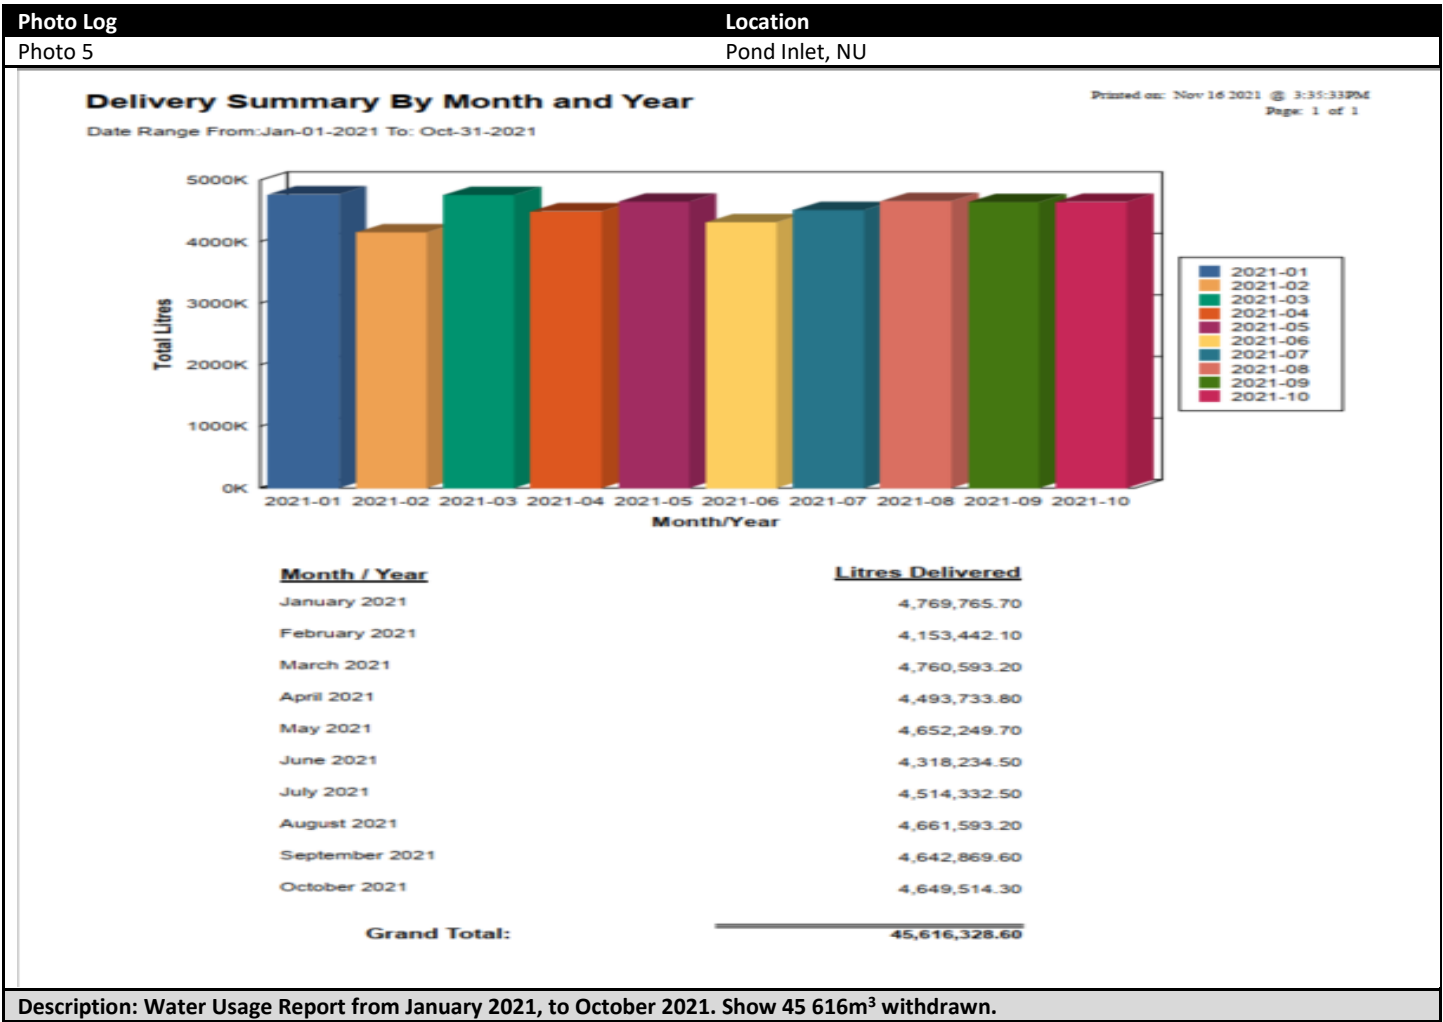 Photo Log Location
Photo 5 Pond Inlet, NU
Delivery Summary By Month and Year
Printed on: Nov 16 2021 @ 3:35:33PM
Page: 1 of 1
Date Range From:Jan-01-2021 To: Oct-31-2021
5000K
4000K
3000K
2000K
1000K
0K
Total Litres
2021-01 2021-02 2021-03 2021-04 2021-05 2021-06 2021-07 2021-08 2021-09 2021-10
Month/Year
2021-01
2021-02
2021-03
2021-04
2021-05
2021-06
2021-07
2021-08
2021-09
2021-10
Month / Year Litres Delivered
January 2021 4,769,765.70
February 2021 4,153,442.10
March 2021 4,760,593.20
April 2021 4,493,733.80
May 2021 4,652,249.70
June 2021 4,318,234.50
July 2021 4,514,332.50
August 2021 4,661,593.20
September 2021 4,642,869.60
October 2021 4,649,514.30
Grand Total: 45,616,328.60
Description: Water Usage Report from January 2021, to October 2021. Show 45 616m³ withdrawn.